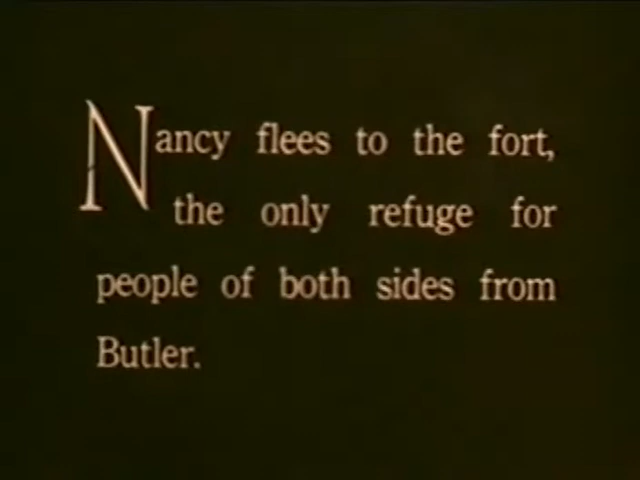 Nancy flees to the fort,
the only refuge for
people of both sides from
Butler.